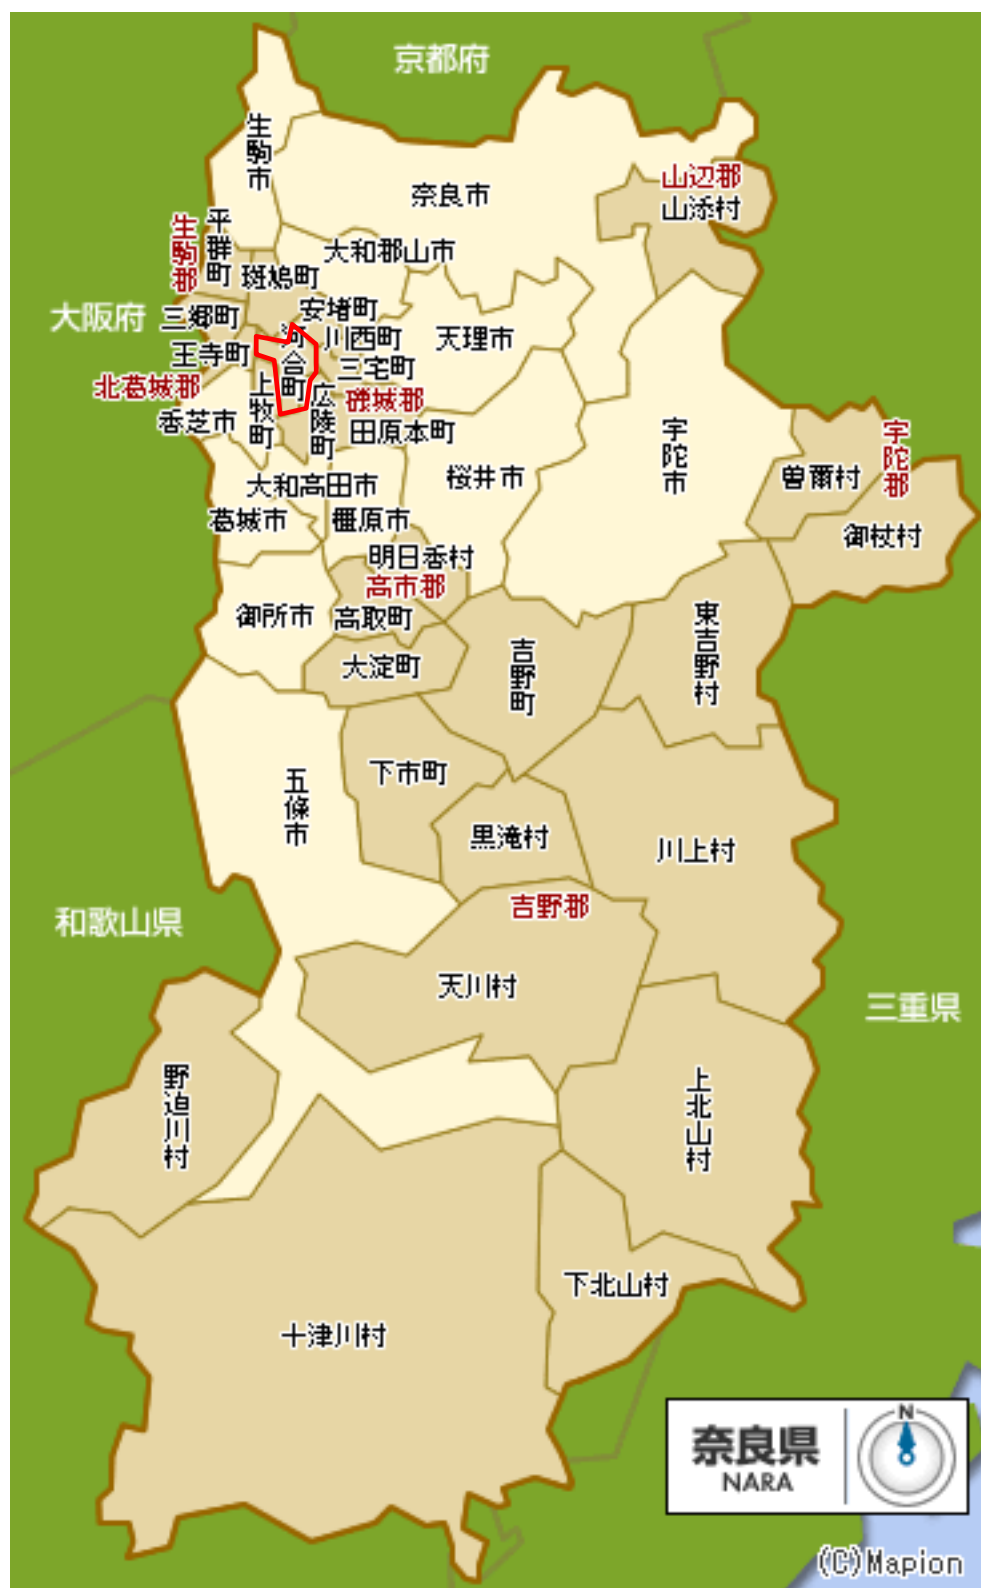 京都府
生駒市
奈良市
山辺郡
山添村
生駒郡
平群町
大和郡山市
斑鳩町
大阪府
三郷町
安堵町
河合町
川西町
天理市
王寺町
三宅町
北葛城郡
上牧町
広陵町
磯城郡
香芝市
田原本町
宇陀市
宇陀郡
曽爾村
桜井市
大和高田市
葛城市
橿原市
御杖村
明日香村
高市郡
御所市
高取町
東吉野村
大淀町
吉野町
五條市
下市町
黒滝村
川上村
吉野郡
和歌山県
天川村
三重県
野迫川村
上北山村
下北山村
十津川村
奈良県
NARA
N
(C)Mapion